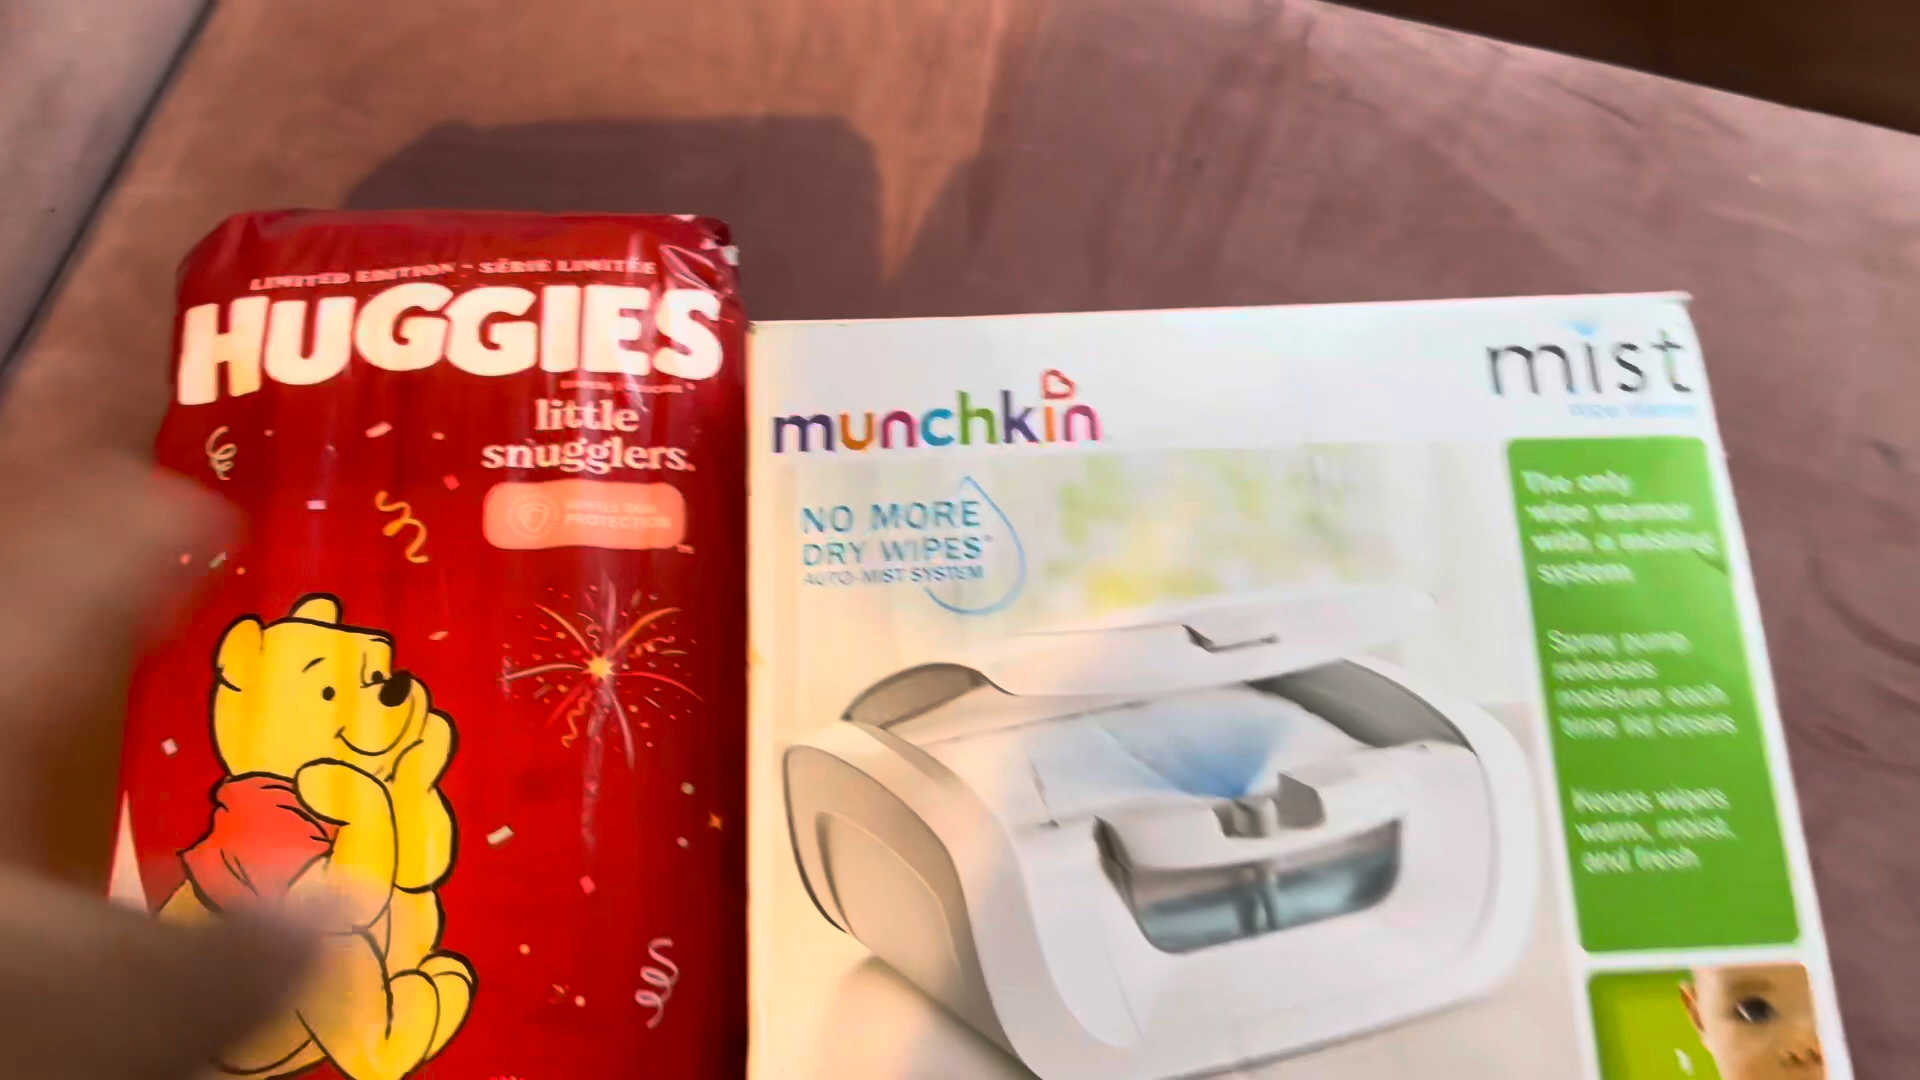 LIMITED EDITION • SÉRIE LIMITÉE
HUGGIES
little
snugglers
PROTECTION
munchkin
NO MORE
DRY WIPES*
AUTO-MIST SYSTEM
mist
The only
wipe warmer
with a misting
system
Spray pump
releases
moisture each
time lid closes
Keeps wipes
warm, moist,
and fresh